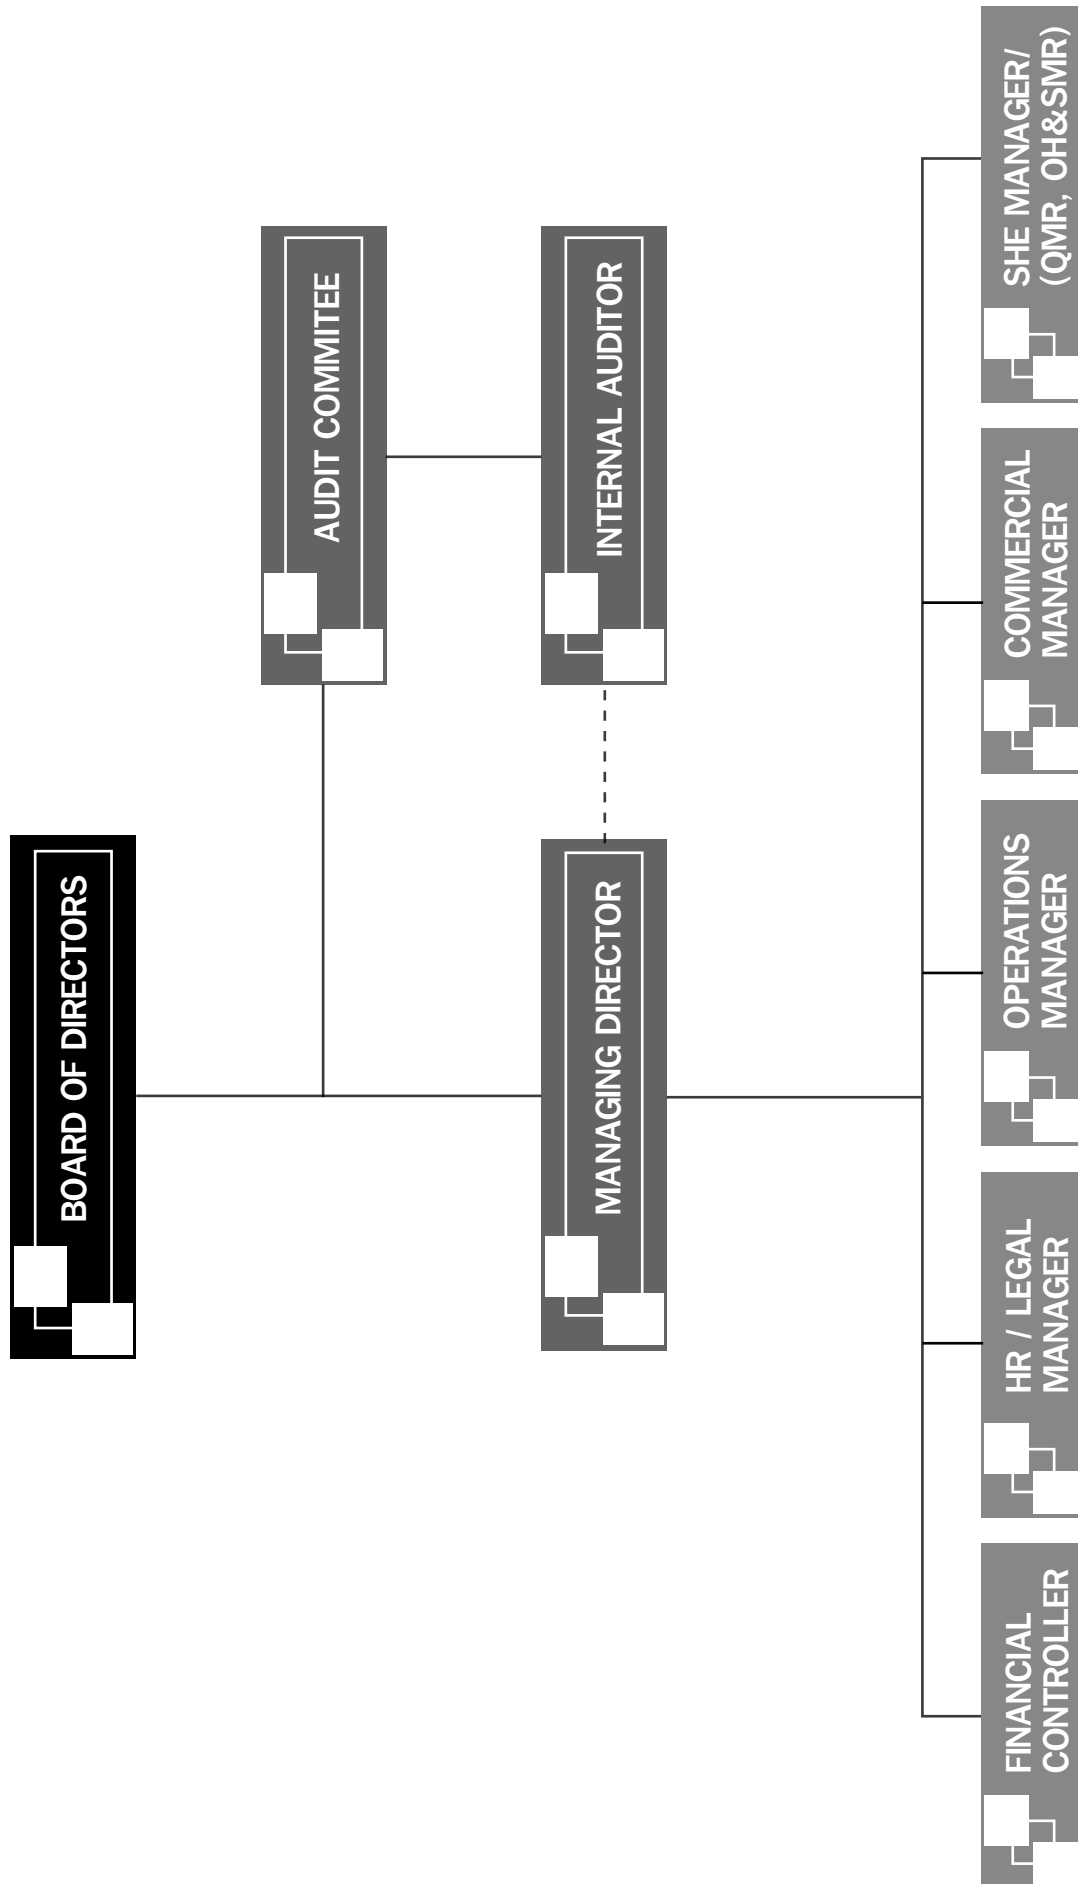 BOARD OF DIRECTORS
AUDIT COMMITEE
MANAGING DIRECTOR
INTERNAL AUDITOR
FINANCIAL
CONTROLLER
HR / LEGAL
MANAGER
OPERATIONS
MANAGER
COMMERCIAL
MANAGER
SHE MANAGER/
(QMR, OH&SMR)